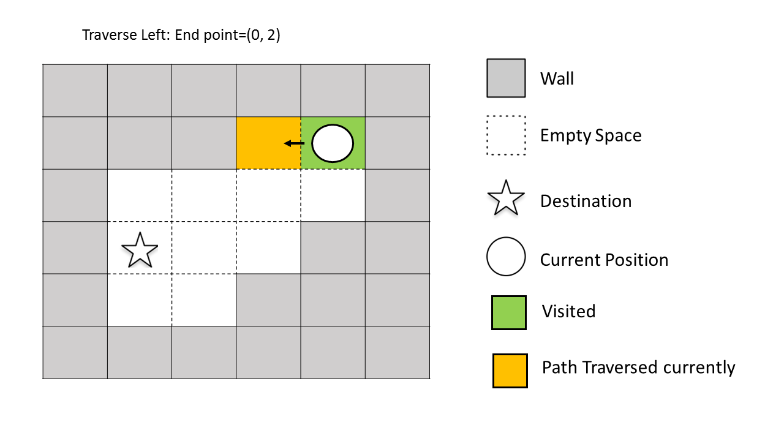 Traverse Left: End point=(0, 2)
Wall
Empty Space
Destination
Current Position
Visited
Path Traversed currently